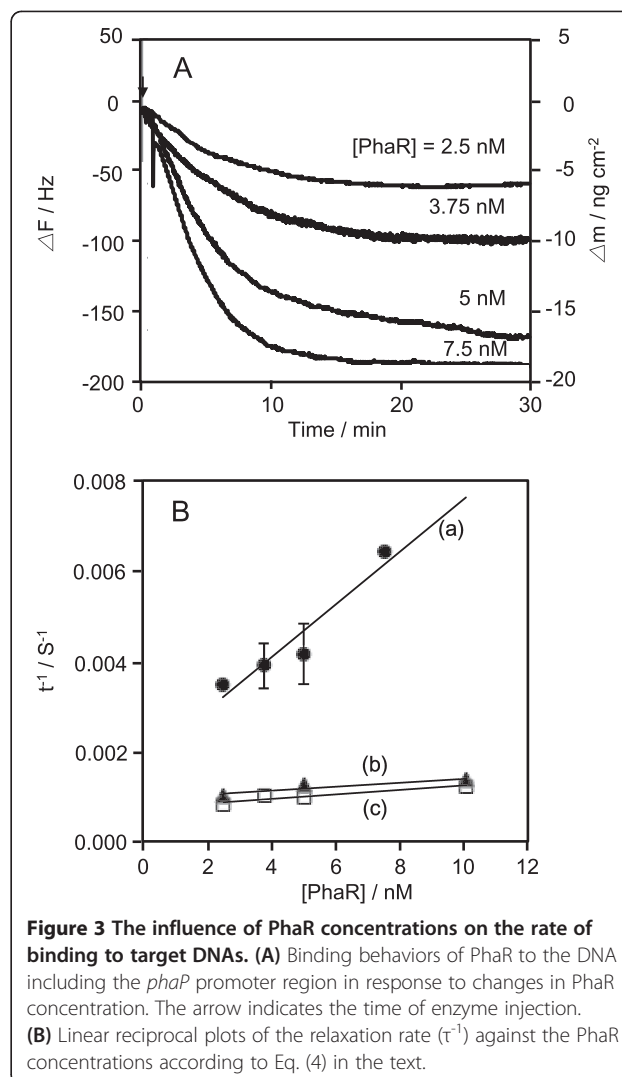 50
5
A
0
0
[PhaR] = 2.5 nM
-50
-5
3.75 nM
△F / Hz
△m / ng cm⁻²
-100
-10
5 nM
-150
-15
7.5 nM
-200
-20
0
10
20
30
Time / min
0.008
B
(a)
0.006
t⁻¹ / S⁻¹
0.004
0.002
(b)
(c)
0.000
0
2
4
6
8
10
12
[PhaR] / nM
Figure 3 The influence of PhaR concentrations on the rate of
binding to target DNAs. (A) Binding behaviors of PhaR to the DNA
including the phaP promoter region in response to changes in PhaR
concentration. The arrow indicates the time of enzyme injection.
(B) Linear reciprocal plots of the relaxation rate (τ⁻¹) against the PhaR
concentrations according to Eq. (4) in the text.